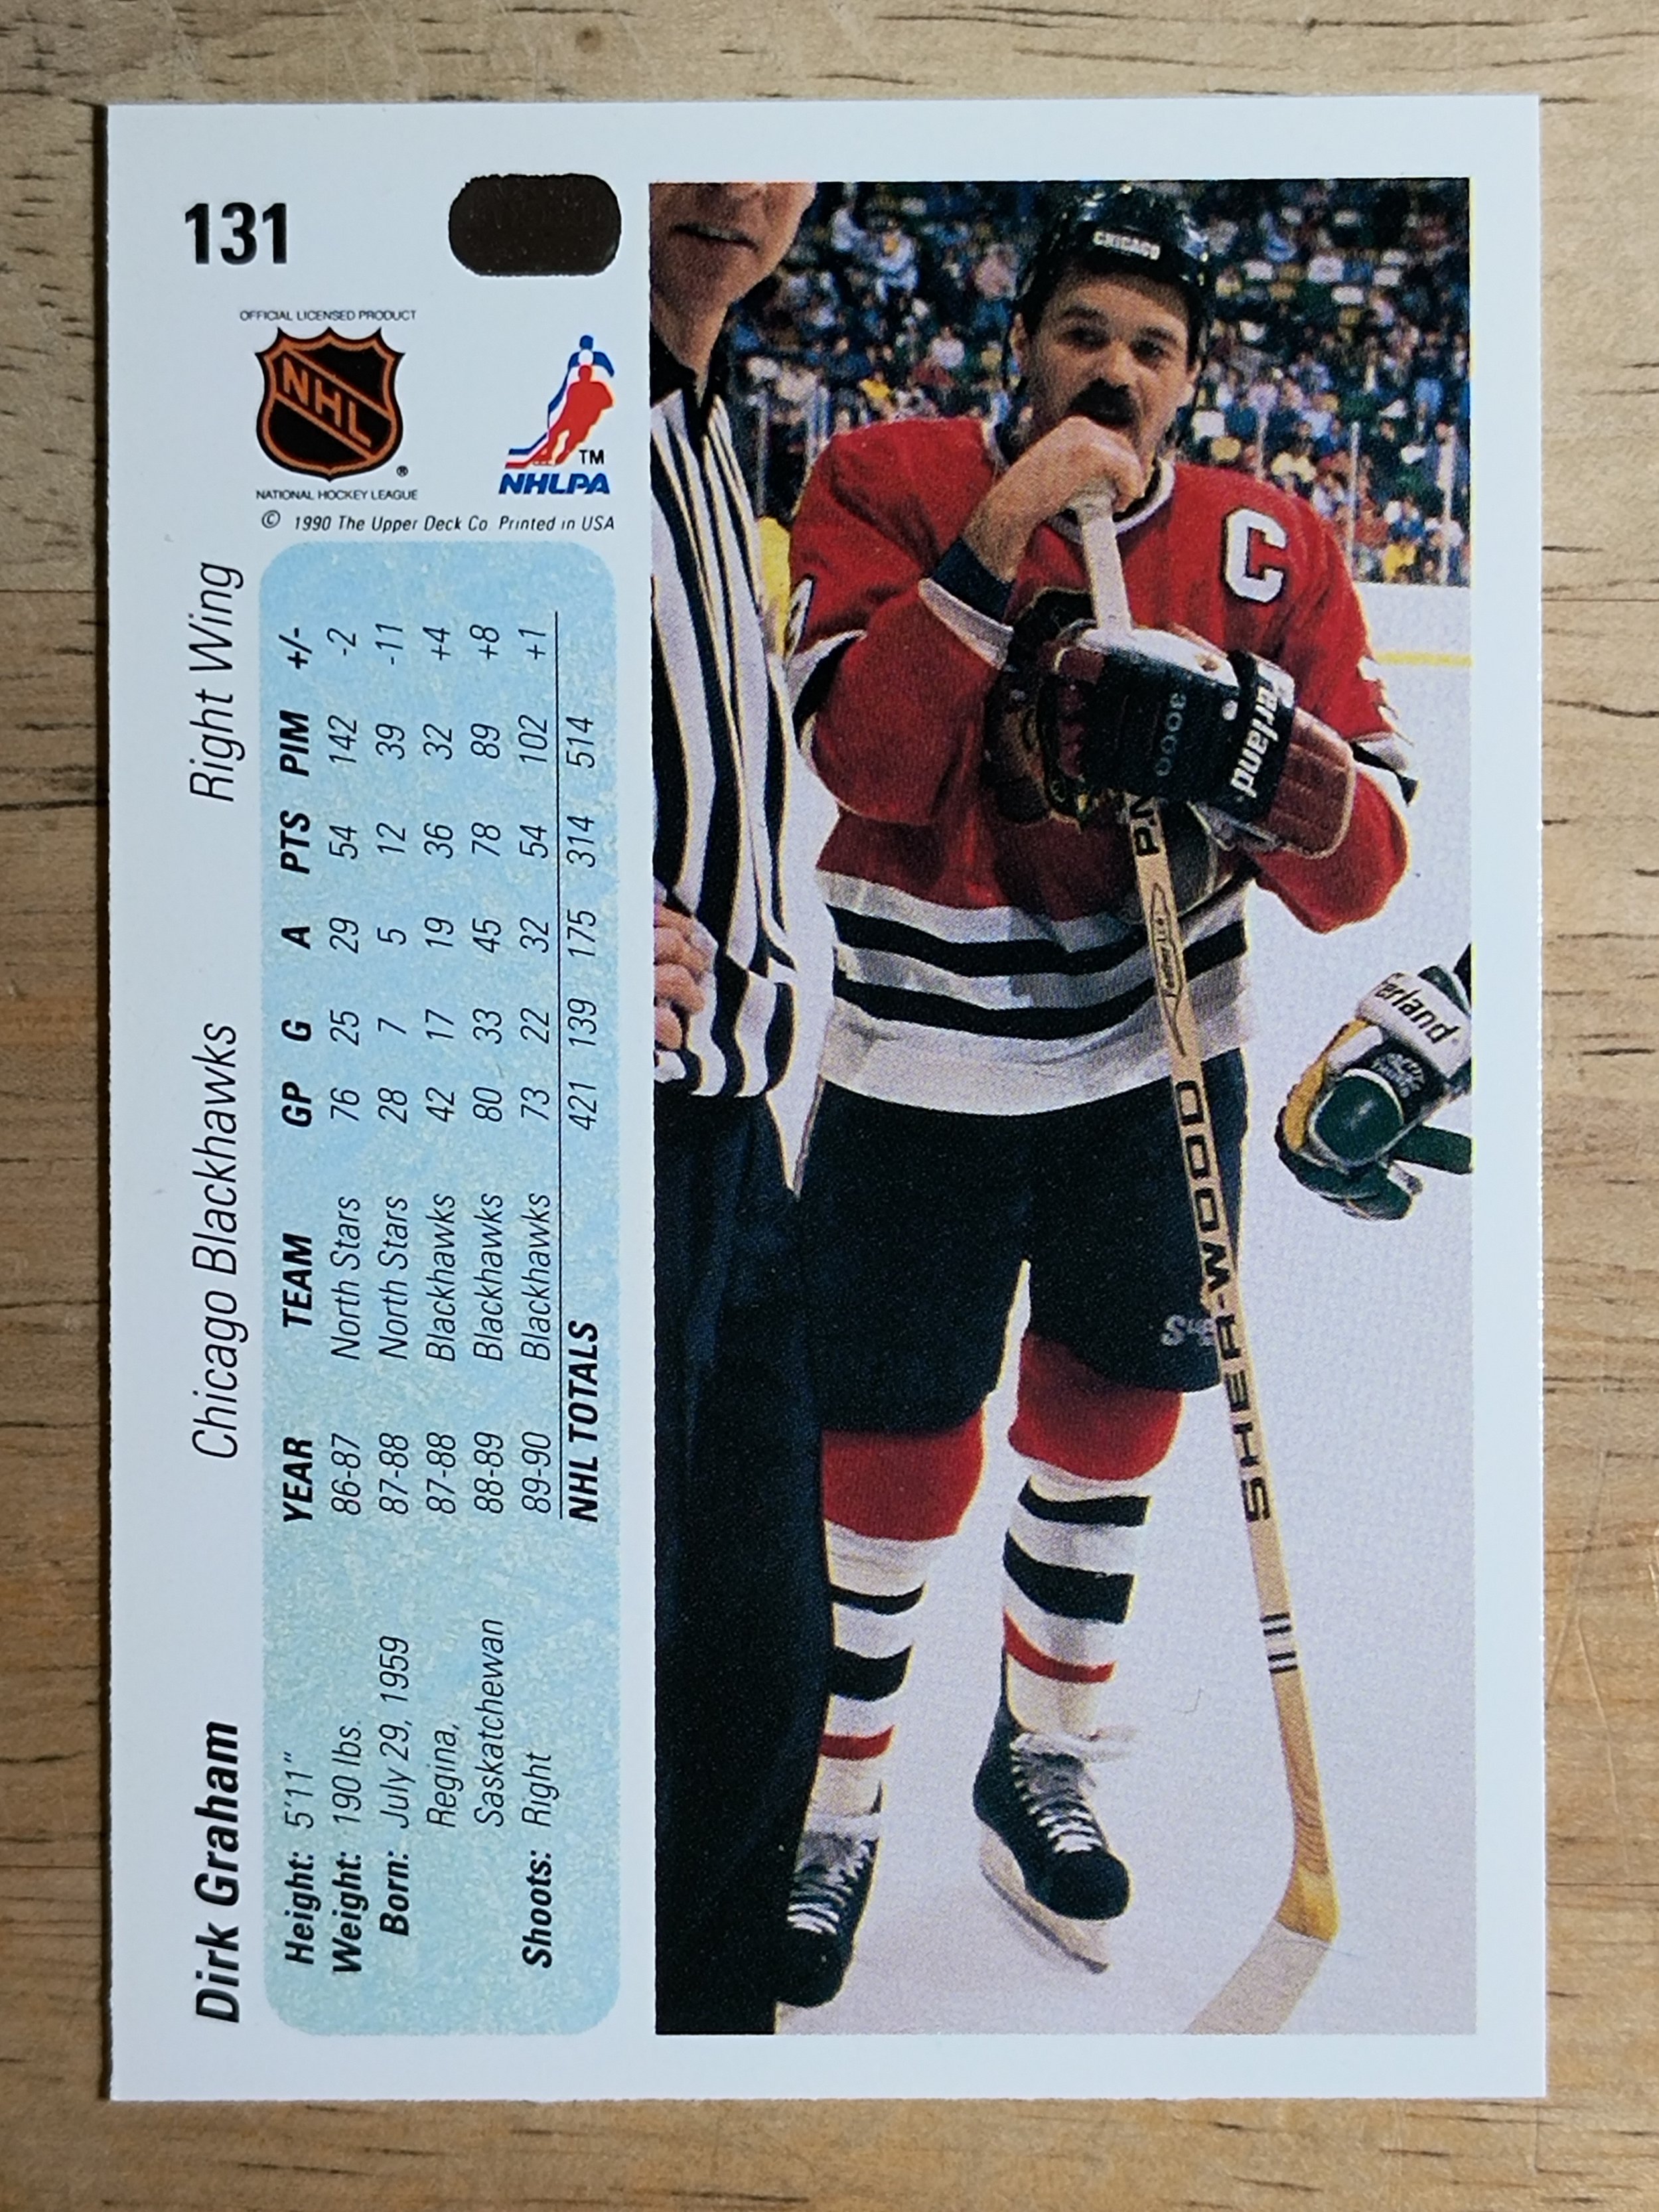 131
OFFICIAL LICENSED PRODUCT
NHL
®
NATIONAL HOCKEY LEAGUE
TM
NHLPA
© 1990 The Upper Deck Co. Printed in USA
Dirk Graham Chicago Blackhawks Right Wing
Height: 5'11"
Weight: 190 lbs.
Born: July 29, 1959
Regina,
Saskatchewan
Shoots: Right
YEAR TEAM GP G A PTS PIM +/-
86-87 North Stars 76 25 29 54 142 -2
87-88 North Stars 28 7 5 12 39 -11
87-88 Blackhawks 42 17 19 36 32 +4
88-89 Blackhawks 80 33 45 78 89 +8
89-90 Blackhawks 73 22 32 54 102 +1
NHL TOTALS 421 139 175 314 514
CHICAGO
C
3000
ferland
erland
SHER-WOOD